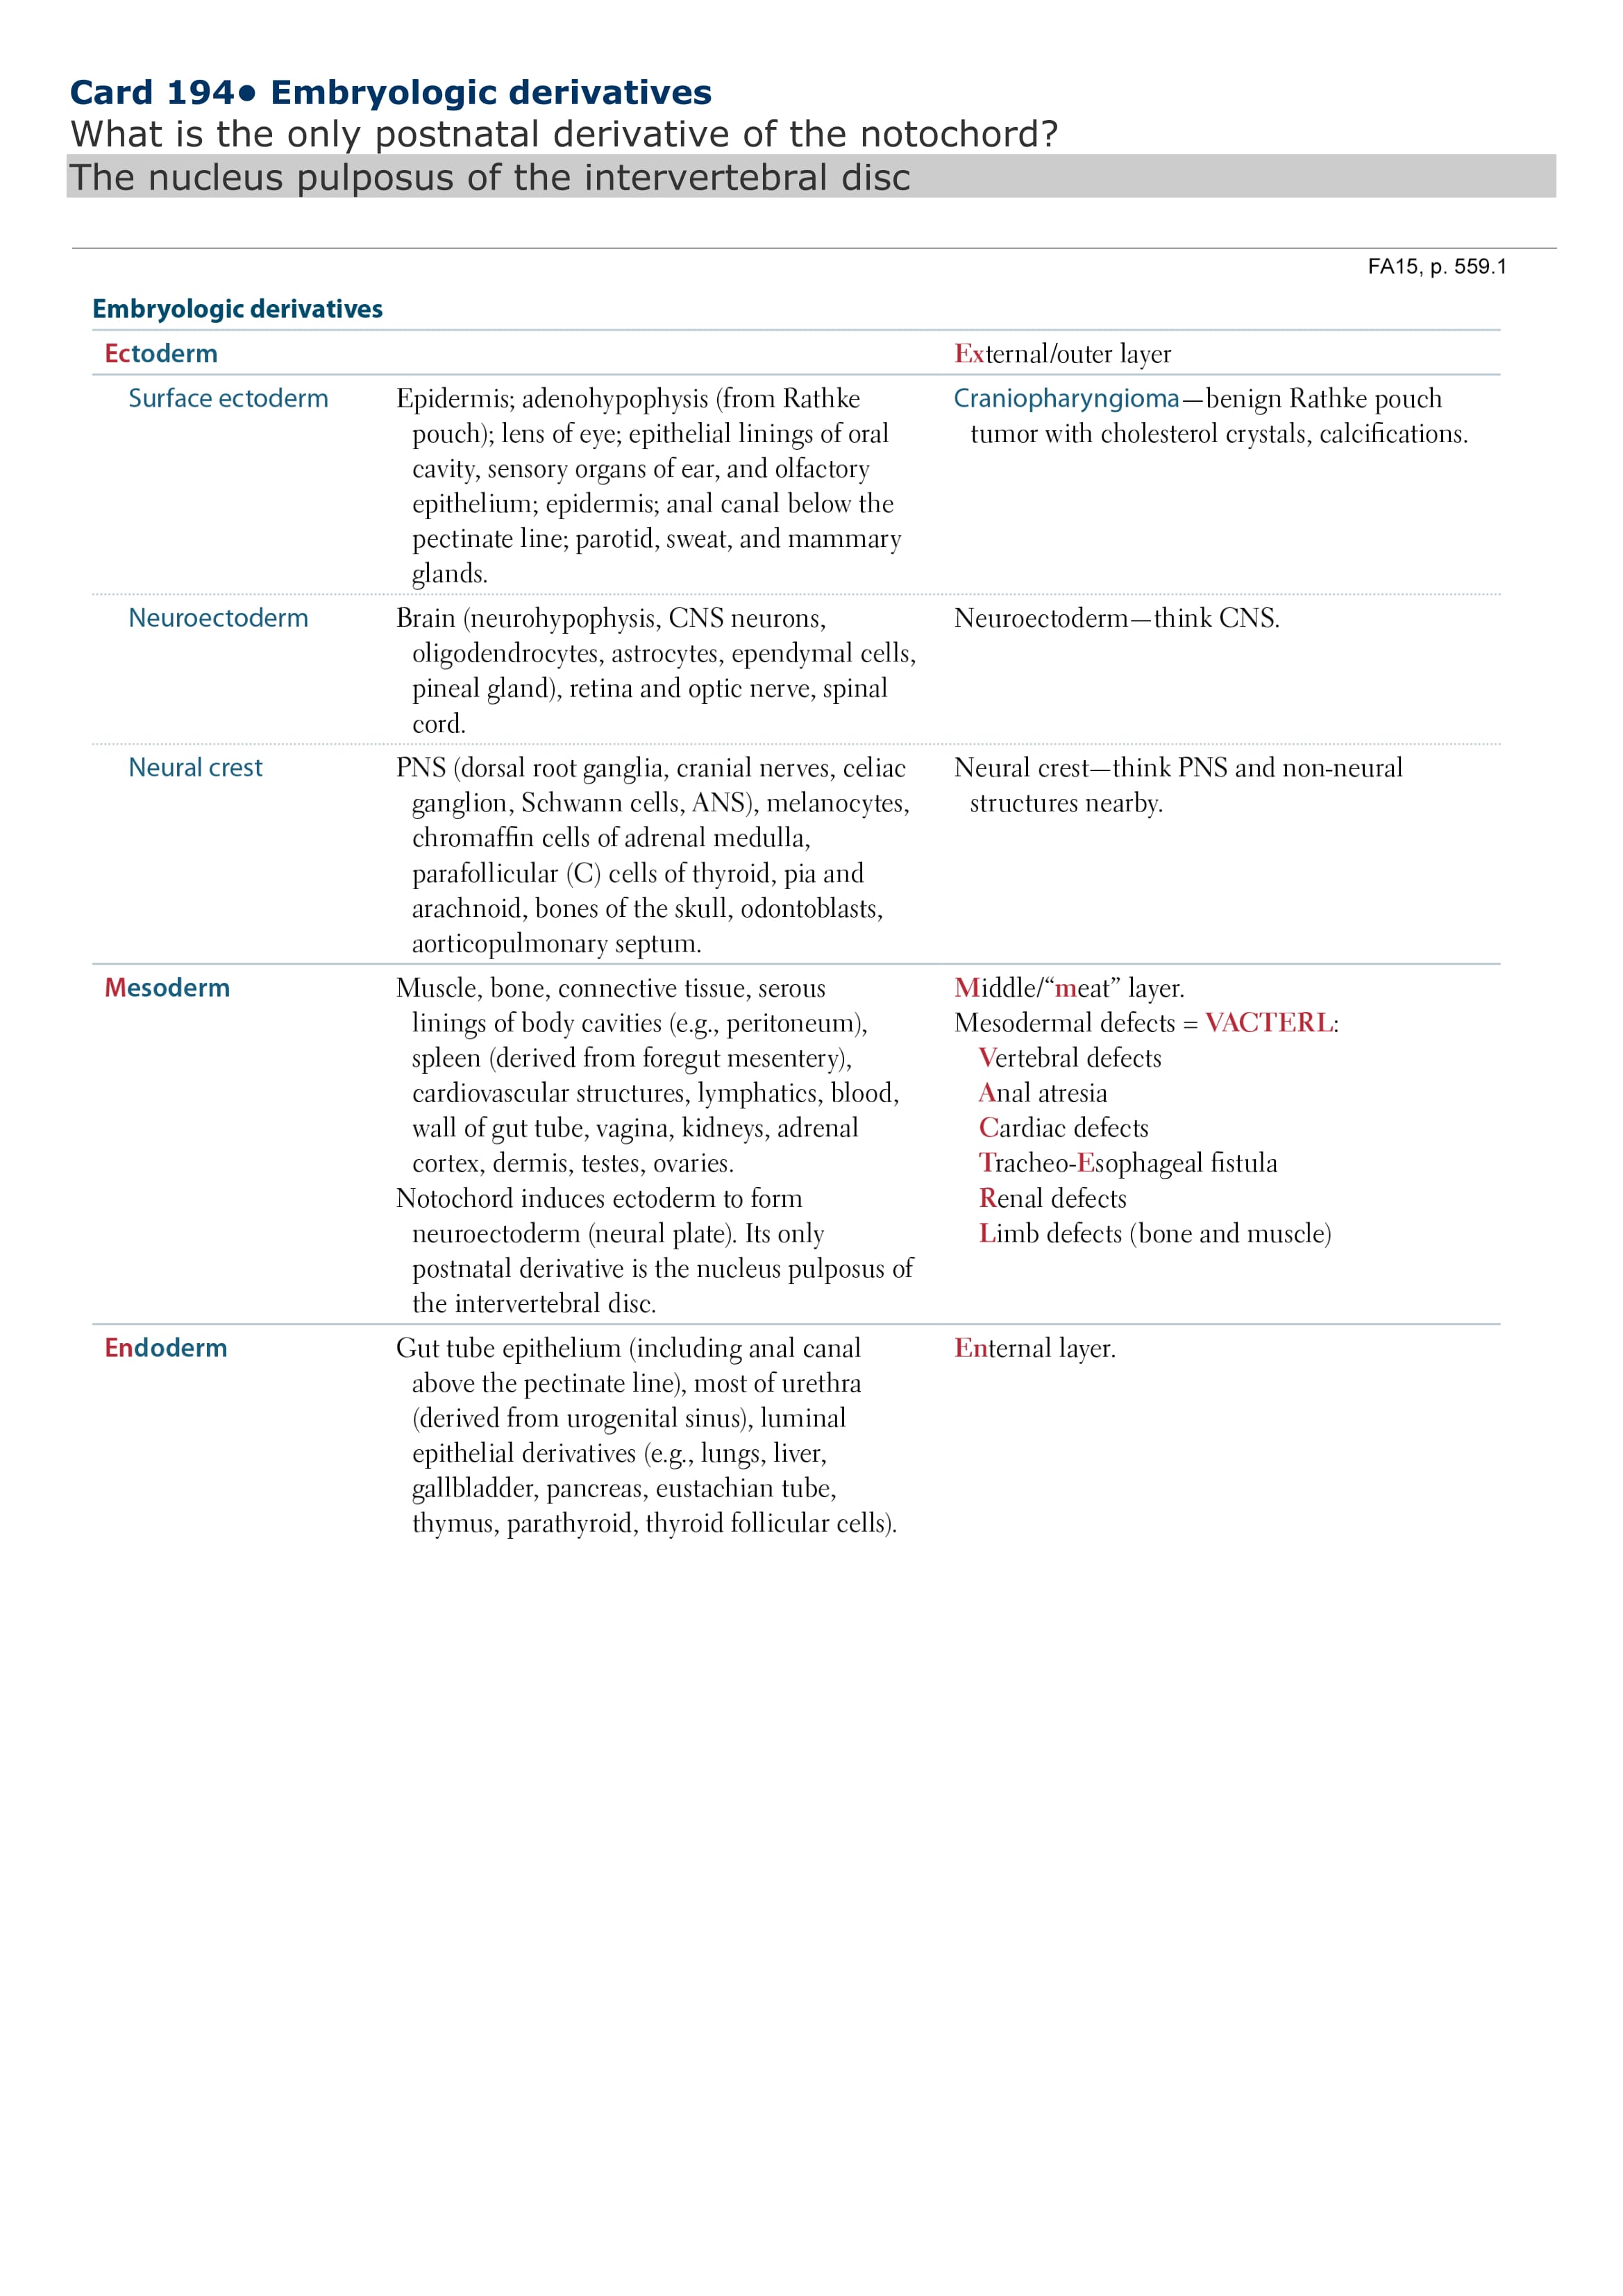 Card 194• Embryologic derivatives
What is the only postnatal derivative of the notochord?
The nucleus pulposus of the intervertebral disc
FA15, p. 559.1
Embryologic derivatives
Ectoderm
External/outer layer
Surface ectoderm
Epidermis; adenohypophysis (from Rathke
pouch); lens of eye; epithelial linings of oral
cavity, sensory organs of ear, and olfactory
epithelium; epidermis; anal canal below the
pectinate line; parotid, sweat, and mammary
glands.
Craniopharyngioma—benign Rathke pouch
tumor with cholesterol crystals, calcifications.
Neuroectoderm
Brain (neurohypophysis, CNS neurons,
oligodendrocytes, astrocytes, ependymal cells,
pineal gland), retina and optic nerve, spinal
cord.
Neuroectoderm—think CNS.
Neural crest
PNS (dorsal root ganglia, cranial nerves, celiac
ganglion, Schwann cells, ANS), melanocytes,
chromaffin cells of adrenal medulla,
parafollicular (C) cells of thyroid, pia and
arachnoid, bones of the skull, odontoblasts,
aorticopulmonary septum.
Neural crest—think PNS and non-neural
structures nearby.
Mesoderm
Muscle, bone, connective tissue, serous
linings of body cavities (e.g., peritoneum),
spleen (derived from foregut mesentery),
cardiovascular structures, lymphatics, blood,
wall of gut tube, vagina, kidneys, adrenal
cortex, dermis, testes, ovaries.
Notochord induces ectoderm to form
neuroectoderm (neural plate). Its only
postnatal derivative is the nucleus pulposus of
the intervertebral disc.
Middle/“meat” layer.
Mesodermal defects = VACTERL:
Vertebral defects
Anal atresia
Cardiac defects
Tracheo-Esophageal fistula
Renal defects
Limb defects (bone and muscle)
Endoderm
Gut tube epithelium (including anal canal
above the pectinate line), most of urethra
(derived from urogenital sinus), luminal
epithelial derivatives (e.g., lungs, liver,
gallbladder, pancreas, eustachian tube,
thymus, parathyroid, thyroid follicular cells).
Enternal layer.